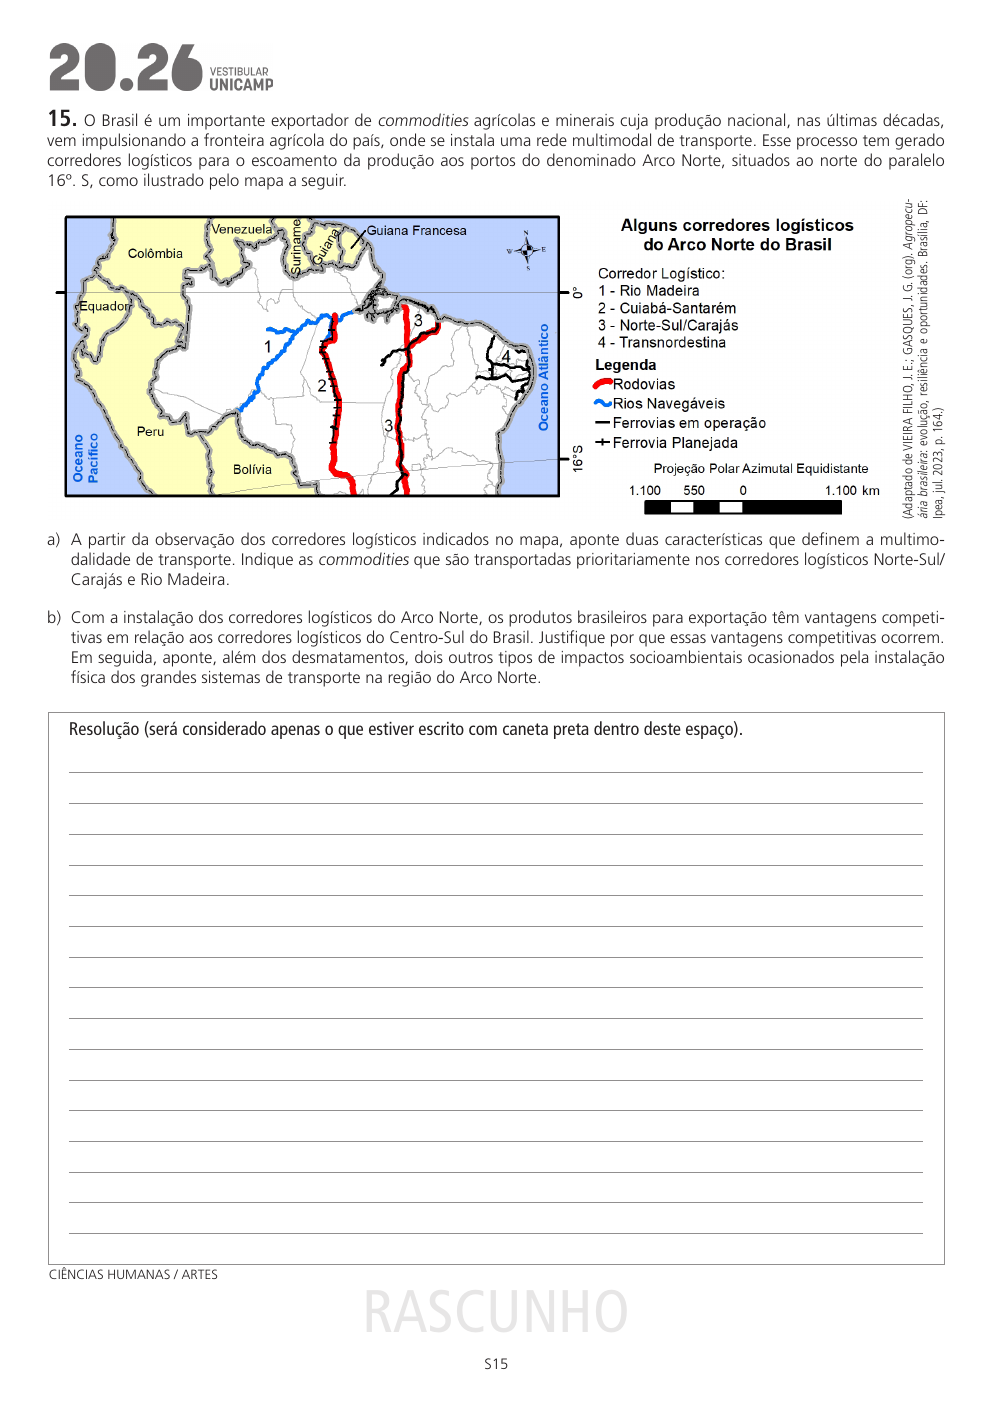 20.26 VESTIBULAR
UNICAMP
15. O Brasil é um importante exportador de commodities agrícolas e minerais cuja produção nacional, nas últimas décadas,
vem impulsionando a fronteira agrícola do país, onde se instala uma rede multimodal de transporte. Esse processo tem gerado
corredores logísticos para o escoamento da produção aos portos do denominado Arco Norte, situados ao norte do paralelo
16º. S, como ilustrado pelo mapa a seguir.
Venezuela
Suriname
Guiana
Guiana Francesa
Colômbia
Equador
Peru
Bolívia
Oceano
Pacífico
Oceano Atlântico
N
W
E
S
0°
16°S
1
2
3
3
4
Alguns corredores logísticos
do Arco Norte do Brasil
Corredor Logístico:
1 - Rio Madeira
2 - Cuiabá-Santarém
3 - Norte-Sul/Carajás
4 - Transnordestina
Legenda
Rodovias
Rios Navegáveis
Ferrovias em operação
Ferrovia Planejada
Projeção Polar Azimutal Equidistante
1.100 550 0 1.100 km
(Adaptado de VIEIRA FILHO, J. E.; GASQUES, J. G. (org). Agropecu-
ária brasileira: evolução, resiliência e oportunidades. Brasília, DF:
Ipea, jul. 2023, p. 164.)
a) A partir da observação dos corredores logísticos indicados no mapa, aponte duas características que definem a multimo-
dalidade de transporte. Indique as commodities que são transportadas prioritariamente nos corredores logísticos Norte-Sul/
Carajás e Rio Madeira.
b) Com a instalação dos corredores logísticos do Arco Norte, os produtos brasileiros para exportação têm vantagens competi-
tivas em relação aos corredores logísticos do Centro-Sul do Brasil. Justifique por que essas vantagens competitivas ocorrem.
Em seguida, aponte, além dos desmatamentos, dois outros tipos de impactos socioambientais ocasionados pela instalação
física dos grandes sistemas de transporte na região do Arco Norte.
Resolução (será considerado apenas o que estiver escrito com caneta preta dentro deste espaço).
CIÊNCIAS HUMANAS / ARTES
RASCUNHO
S15